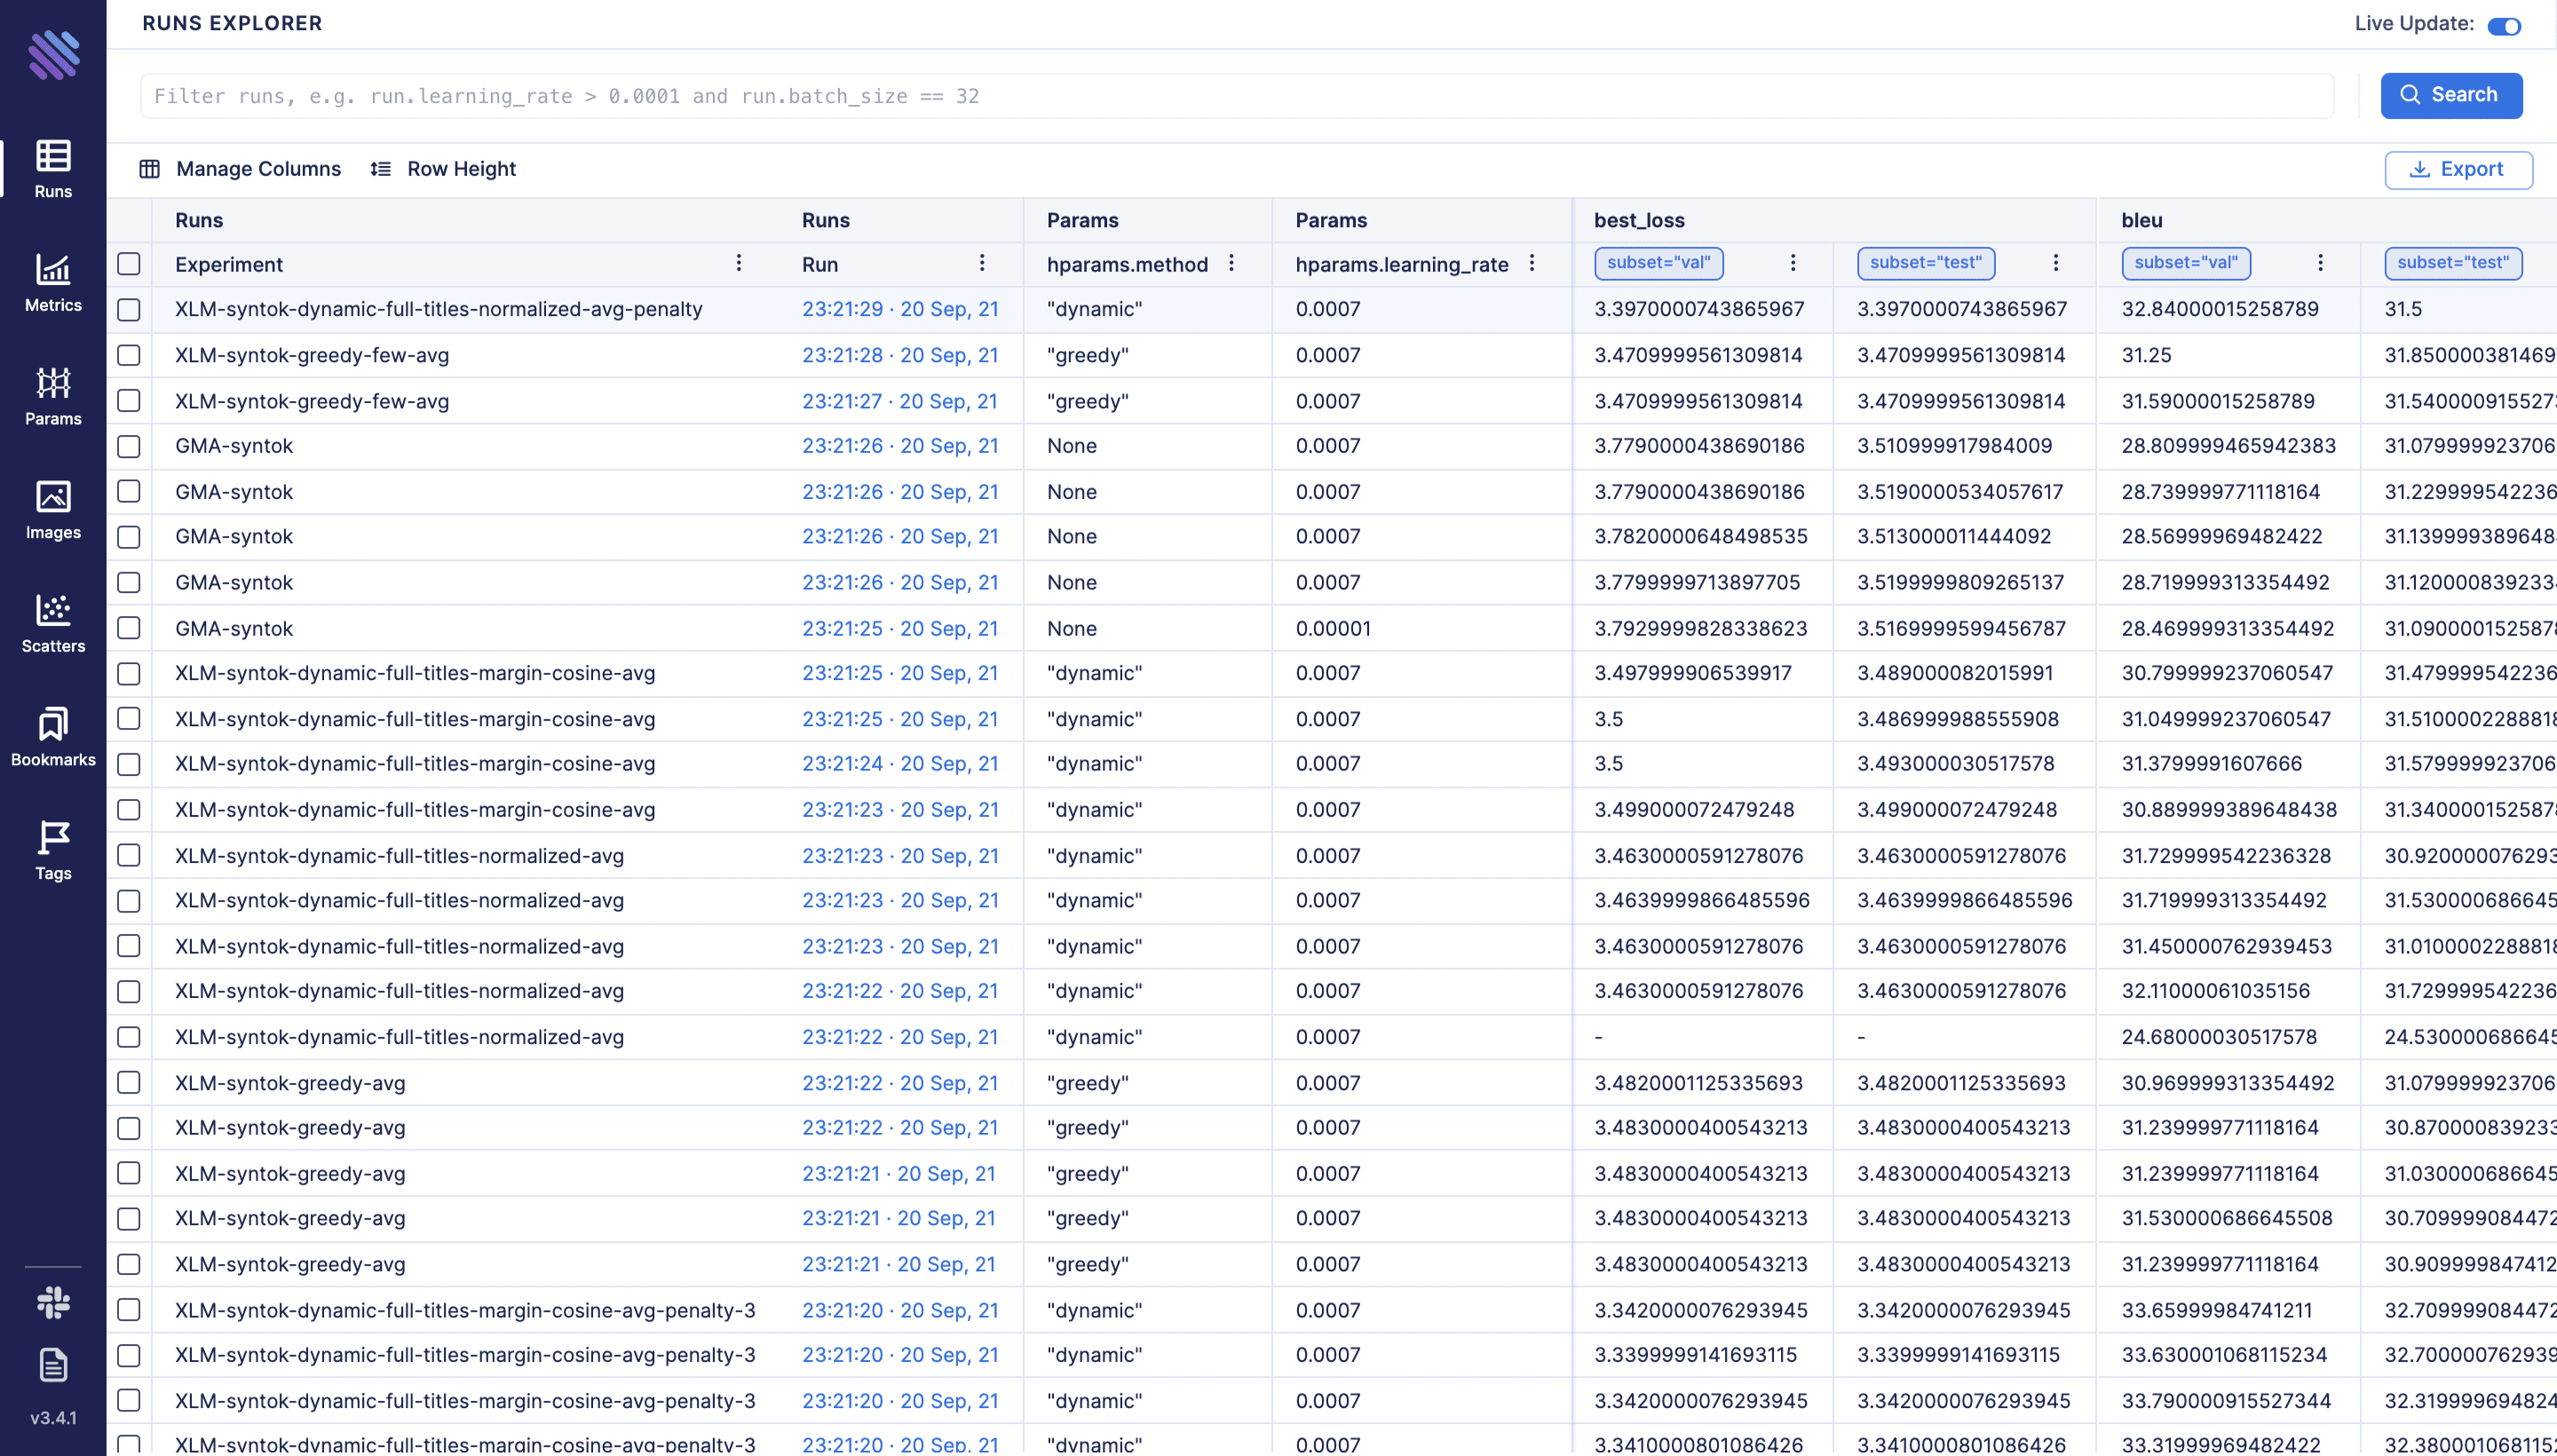 RUNS EXPLORER Live Update:
Filter runs, e.g. run.learning_rate > 0.0001 and run.batch_size == 32 Search
Manage Columns Row Height Export
Runs Runs Params Params best_loss bleu
Experiment Run hparams.method hparams.learning_rate subset="val" subset="test" subset="val" subset="test"
XLM-syntok-dynamic-full-titles-normalized-avg-penalty 23:21:29 · 20 Sep, 21 "dynamic" 0.0007 3.3970000743865967 3.3970000743865967 32.84000015258789 31.5
XLM-syntok-greedy-few-avg 23:21:28 · 20 Sep, 21 "greedy" 0.0007 3.4709999561309814 3.4709999561309814 31.25 31.850000381469
XLM-syntok-greedy-few-avg 23:21:27 · 20 Sep, 21 "greedy" 0.0007 3.4709999561309814 3.4709999561309814 31.59000015258789 31.540000915527
GMA-syntok 23:21:26 · 20 Sep, 21 None 0.0007 3.7790000438690186 3.510999917984009 28.809999465942383 31.079999923706
GMA-syntok 23:21:26 · 20 Sep, 21 None 0.0007 3.7790000438690186 3.5190000534057617 28.739999771118164 31.229999542236
GMA-syntok 23:21:26 · 20 Sep, 21 None 0.0007 3.7820000648498535 3.513000011444092 28.56999969482422 31.139999389648
GMA-syntok 23:21:26 · 20 Sep, 21 None 0.0007 3.7799999713897705 3.5199999809265137 28.719999313354492 31.120000839233
GMA-syntok 23:21:25 · 20 Sep, 21 None 0.00001 3.7929999828338623 3.5169999599456787 28.469999313354492 31.090000152587
XLM-syntok-dynamic-full-titles-margin-cosine-avg 23:21:25 · 20 Sep, 21 "dynamic" 0.0007 3.497999906539917 3.489000082015991 30.799999237060547 31.479999542236
XLM-syntok-dynamic-full-titles-margin-cosine-avg 23:21:25 · 20 Sep, 21 "dynamic" 0.0007 3.5 3.486999988555908 31.049999237060547 31.510000228881
XLM-syntok-dynamic-full-titles-margin-cosine-avg 23:21:24 · 20 Sep, 21 "dynamic" 0.0007 3.5 3.493000030517578 31.3799991607666 31.579999923706
XLM-syntok-dynamic-full-titles-margin-cosine-avg 23:21:23 · 20 Sep, 21 "dynamic" 0.0007 3.499000072479248 3.499000072479248 30.889999389648438 31.340000152587
XLM-syntok-dynamic-full-titles-normalized-avg 23:21:23 · 20 Sep, 21 "dynamic" 0.0007 3.4630000591278076 3.4630000591278076 31.729999542236328 30.920000076293
XLM-syntok-dynamic-full-titles-normalized-avg 23:21:23 · 20 Sep, 21 "dynamic" 0.0007 3.4639999866485596 3.4639999866485596 31.719999313354492 31.530000686645
XLM-syntok-dynamic-full-titles-normalized-avg 23:21:23 · 20 Sep, 21 "dynamic" 0.0007 3.4630000591278076 3.4630000591278076 31.450000762939453 31.010000228881
XLM-syntok-dynamic-full-titles-normalized-avg 23:21:22 · 20 Sep, 21 "dynamic" 0.0007 3.4630000591278076 3.4630000591278076 32.11000061035156 31.729999542236
XLM-syntok-dynamic-full-titles-normalized-avg 23:21:22 · 20 Sep, 21 "dynamic" 0.0007 - - 24.68000030517578 24.530000686645
XLM-syntok-greedy-avg 23:21:22 · 20 Sep, 21 "greedy" 0.0007 3.4820001125335693 3.4820001125335693 30.969999313354492 31.079999923706
XLM-syntok-greedy-avg 23:21:22 · 20 Sep, 21 "greedy" 0.0007 3.4830000400543213 3.4830000400543213 31.239999771118164 30.870000839233
XLM-syntok-greedy-avg 23:21:21 · 20 Sep, 21 "greedy" 0.0007 3.4830000400543213 3.4830000400543213 31.239999771118164 31.030000686645
XLM-syntok-greedy-avg 23:21:21 · 20 Sep, 21 "greedy" 0.0007 3.4830000400543213 3.4830000400543213 31.530000686645508 30.709999084472
XLM-syntok-greedy-avg 23:21:21 · 20 Sep, 21 "greedy" 0.0007 3.4830000400543213 3.4830000400543213 31.239999771118164 30.909999847412
XLM-syntok-dynamic-full-titles-margin-cosine-avg-penalty-3 23:21:20 · 20 Sep, 21 "dynamic" 0.0007 3.3420000076293945 3.3420000076293945 33.65999984741211 32.709999084472
XLM-syntok-dynamic-full-titles-margin-cosine-avg-penalty-3 23:21:20 · 20 Sep, 21 "dynamic" 0.0007 3.3399999141693115 3.3399999141693115 33.630001068115234 32.700000762939
XLM-syntok-dynamic-full-titles-margin-cosine-avg-penalty-3 23:21:20 · 20 Sep, 21 "dynamic" 0.0007 3.3420000076293945 3.3420000076293945 33.790000915527344 32.319999694824
XLM-syntok-dynamic-full-titles-margin-cosine-avg-penalty-3 23:21:20 · 20 Sep, 21 "dynamic" 0.0007 3.3410000801086426 3.3410000801086426 33.31999969482422 32.380001068115
Runs
Metrics
Params
Images
Scatters
Bookmarks
Tags
v3.4.1